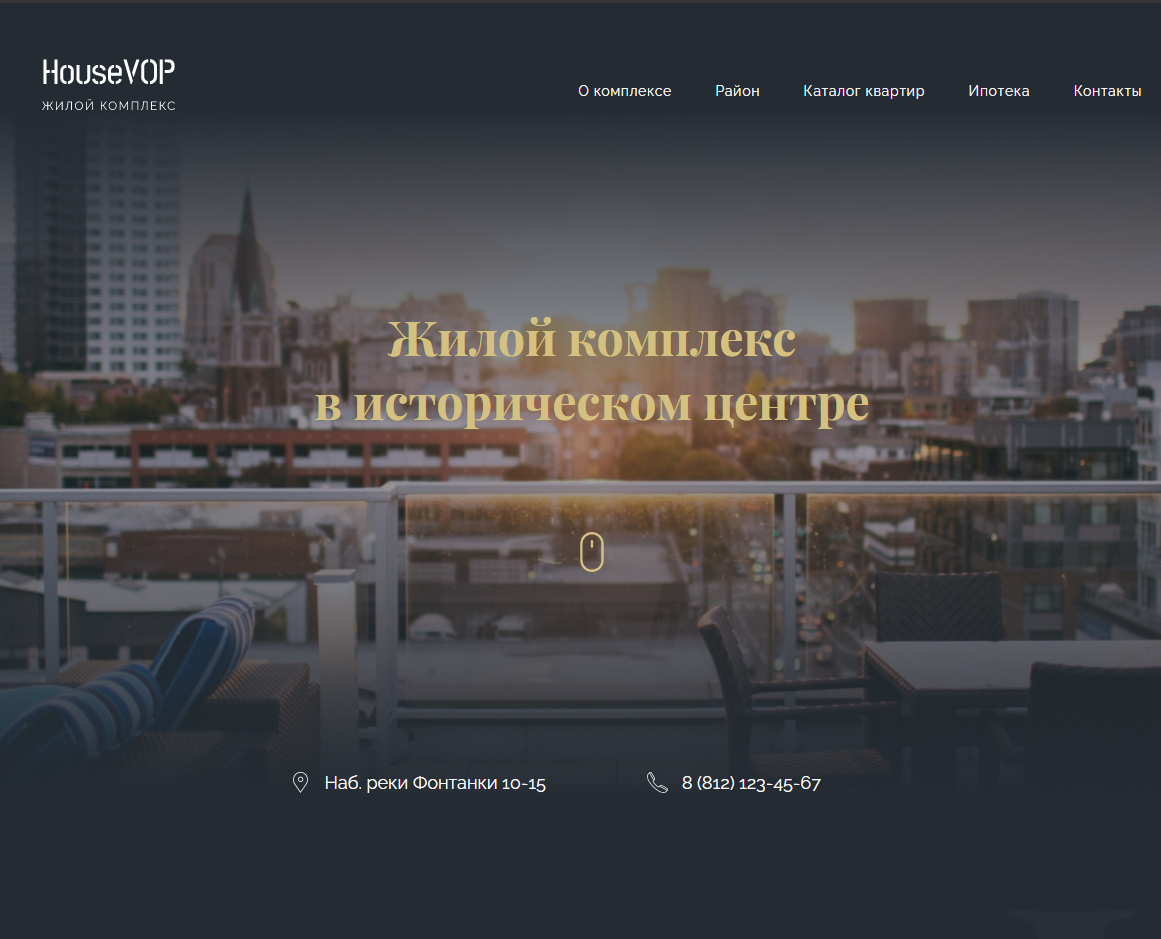 HouseVOP
ЖИЛОЙ КОМПЛЕКС
О комплексе Район Каталог квартир Ипотека Контакты
Жилой комплекс
в историческом центре
Наб. реки Фонтанки 10-15 8 (812) 123-45-67